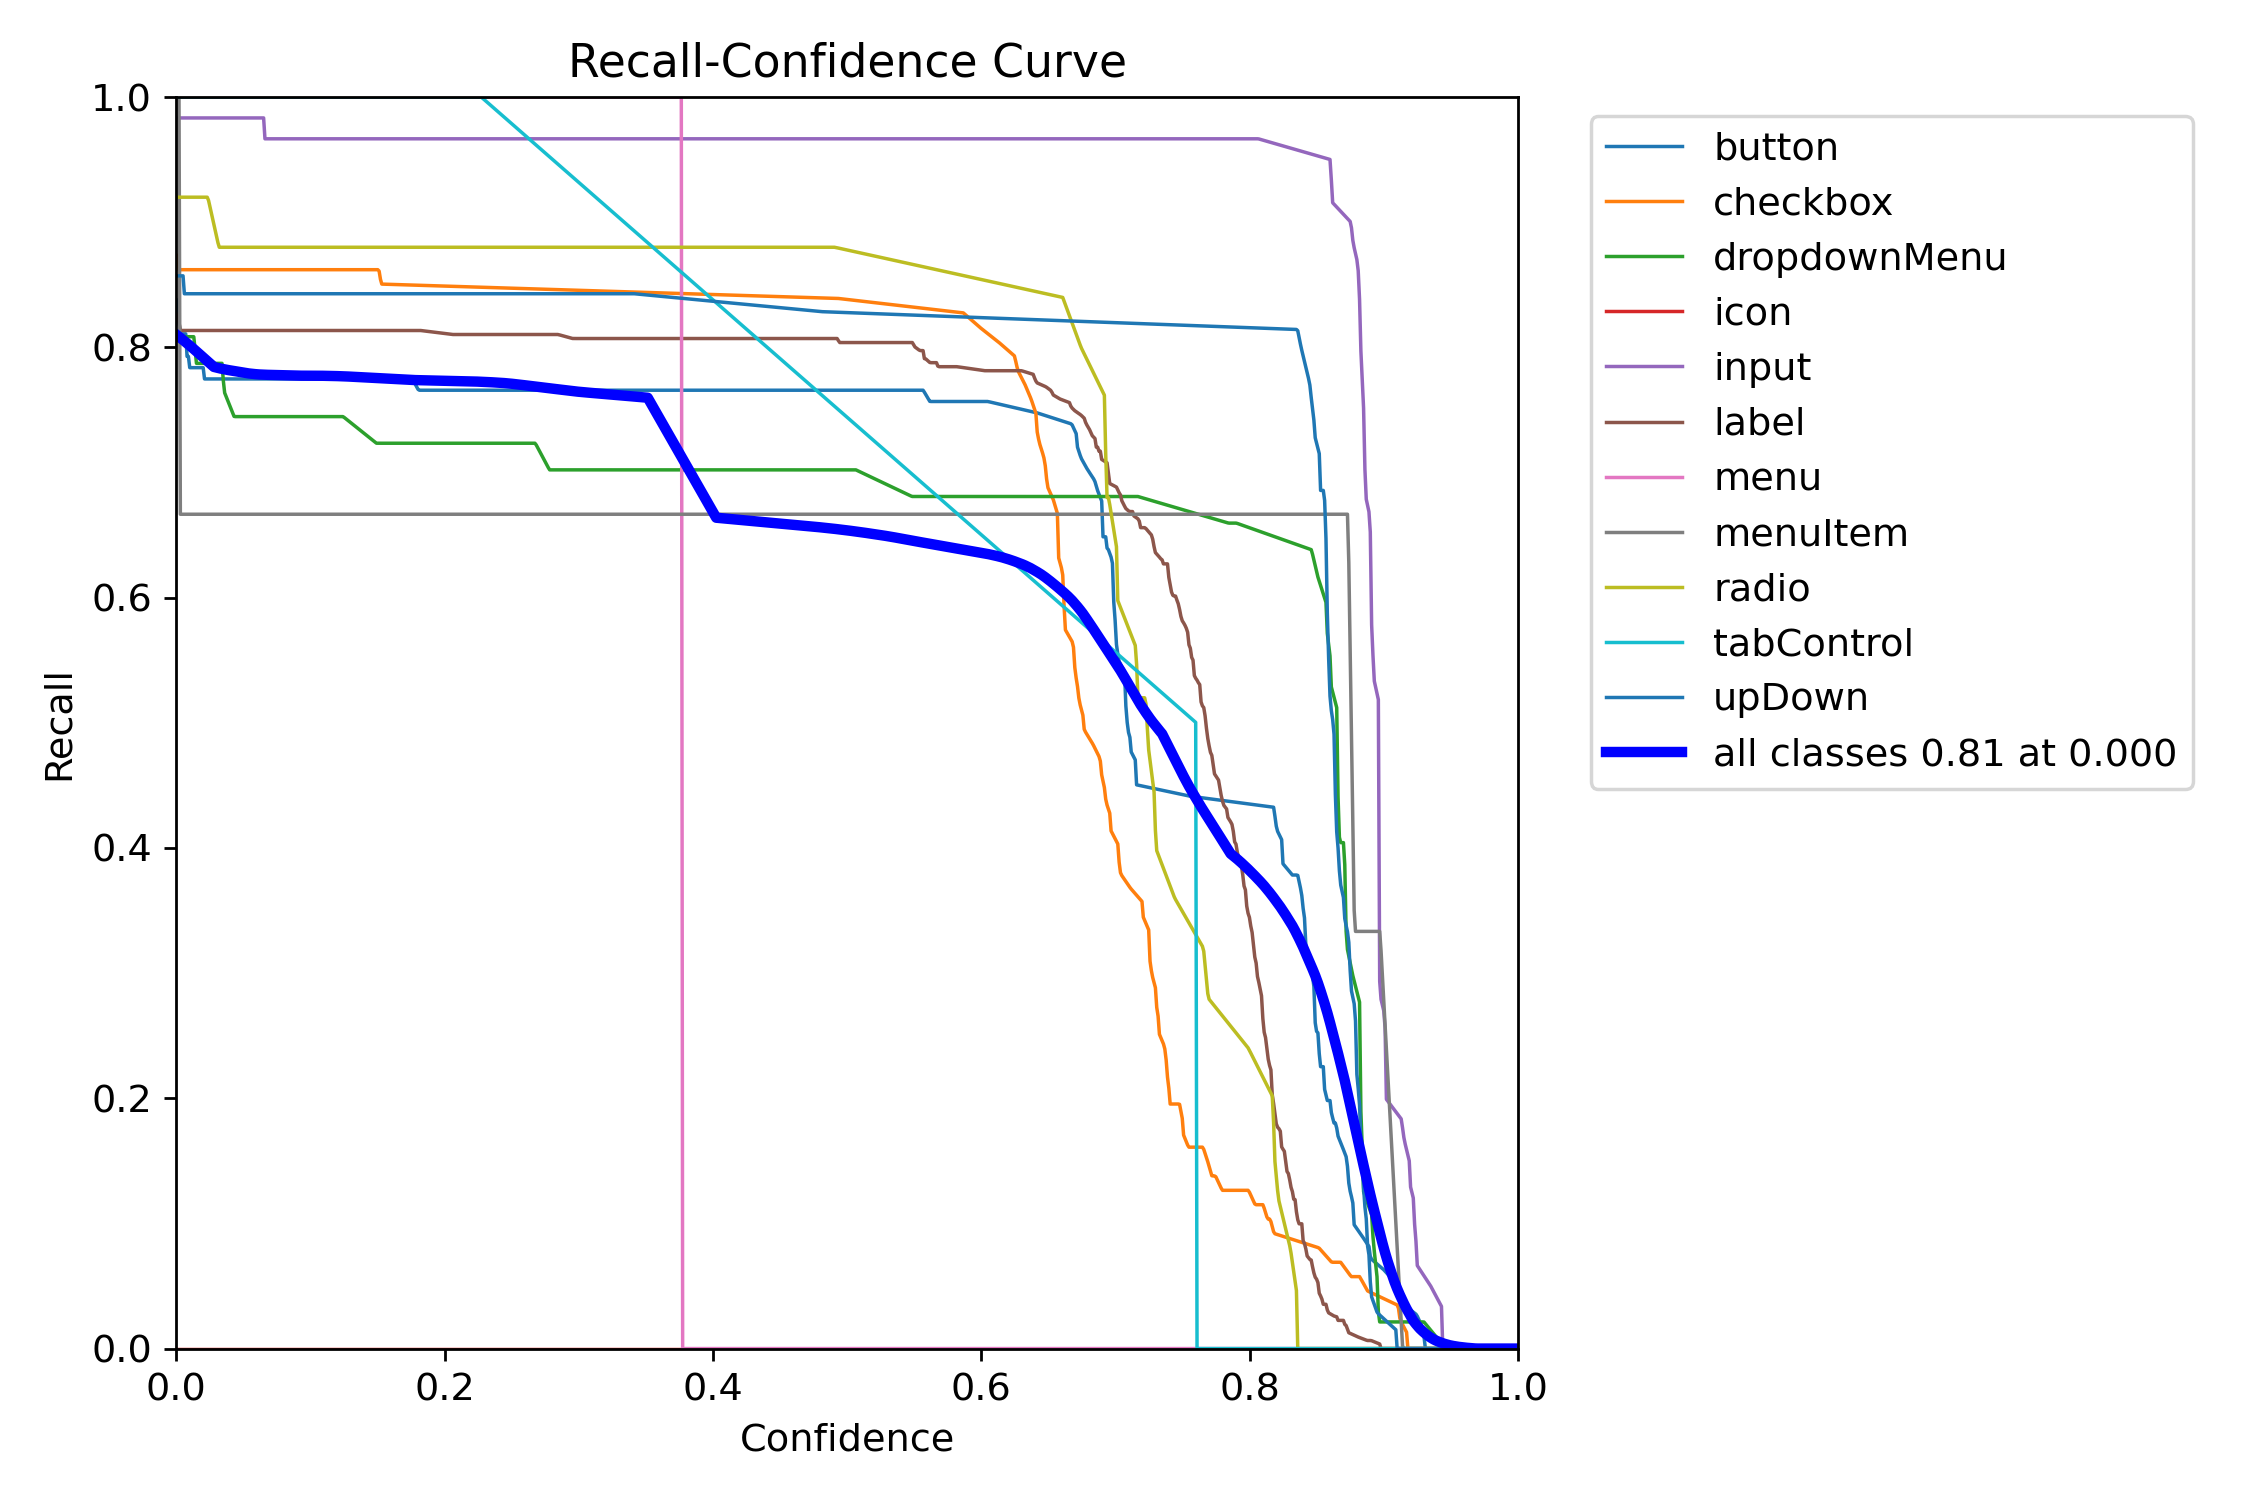 Recall-Confidence Curve
1.0
0.8
0.6
0.4
0.2
0.0
Recall
0.0 0.2 0.4 0.6 0.8 1.0
Confidence
button
checkbox
dropdownMenu
icon
input
label
menu
menuItem
radio
tabControl
upDown
all classes 0.81 at 0.000